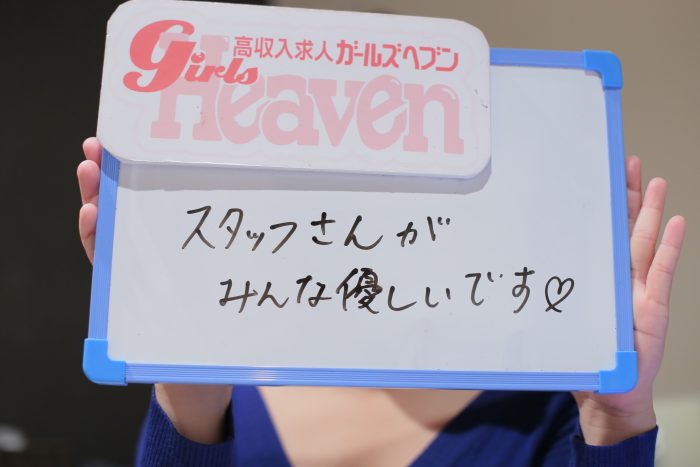 高収入求人ガールズヘブン
Girls
Heaven
スタッフさんが
みんな優しいです♡